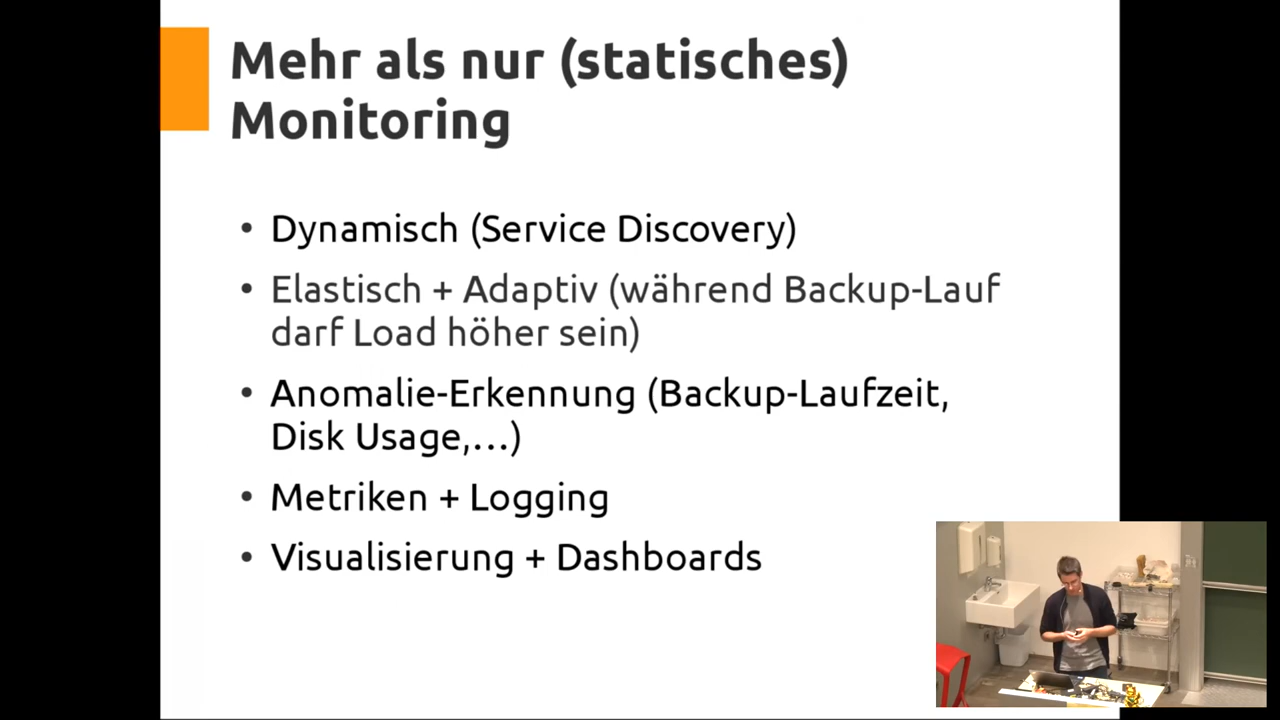 Mehr als nur (statisches)
Monitoring
• Dynamisch (Service Discovery)
• Elastisch + Adaptiv (während Backup-Lauf
darf Load höher sein)
• Anomalie-Erkennung (Backup-Laufzeit,
Disk Usage,…)
• Metriken + Logging
• Visualisierung + Dashboards